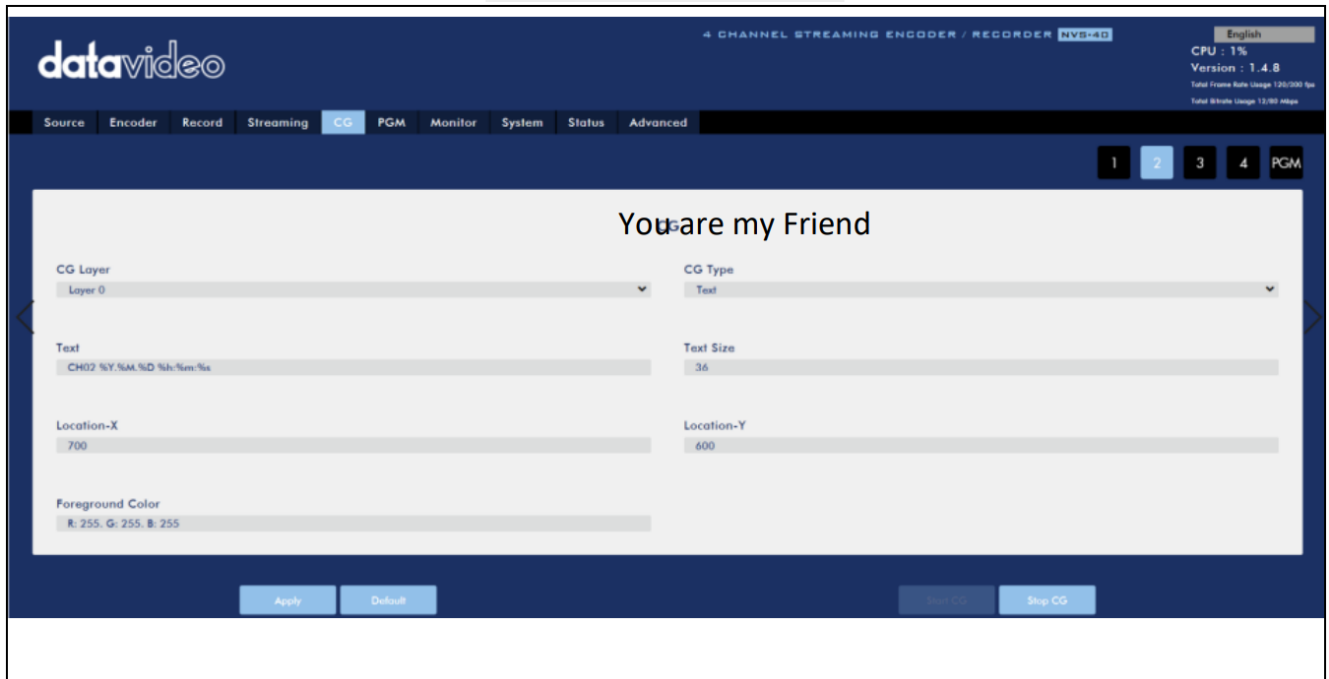 4 CHANNEL STREAMING ENCODER / RECORDER NVS-40
English
datavideo
CPU : 1%
Version : 1.4.8
Total Frame Rate Usage 120/300 fps
Total Bitrate Usage 12/80 Mbps
Source Encoder Record Streaming CG PGM Monitor System Status Advanced
1 2 3 4 PGM
You are my Friend
CG
CG Layer CG Type
Layer 0 Text
Text Text Size
CH02 %Y.%M.%D %h:%m:%s 36
Location-X Location-Y
700 600
Foreground Color
R: 255. G: 255. B: 255
Apply Default Start CG Stop CG